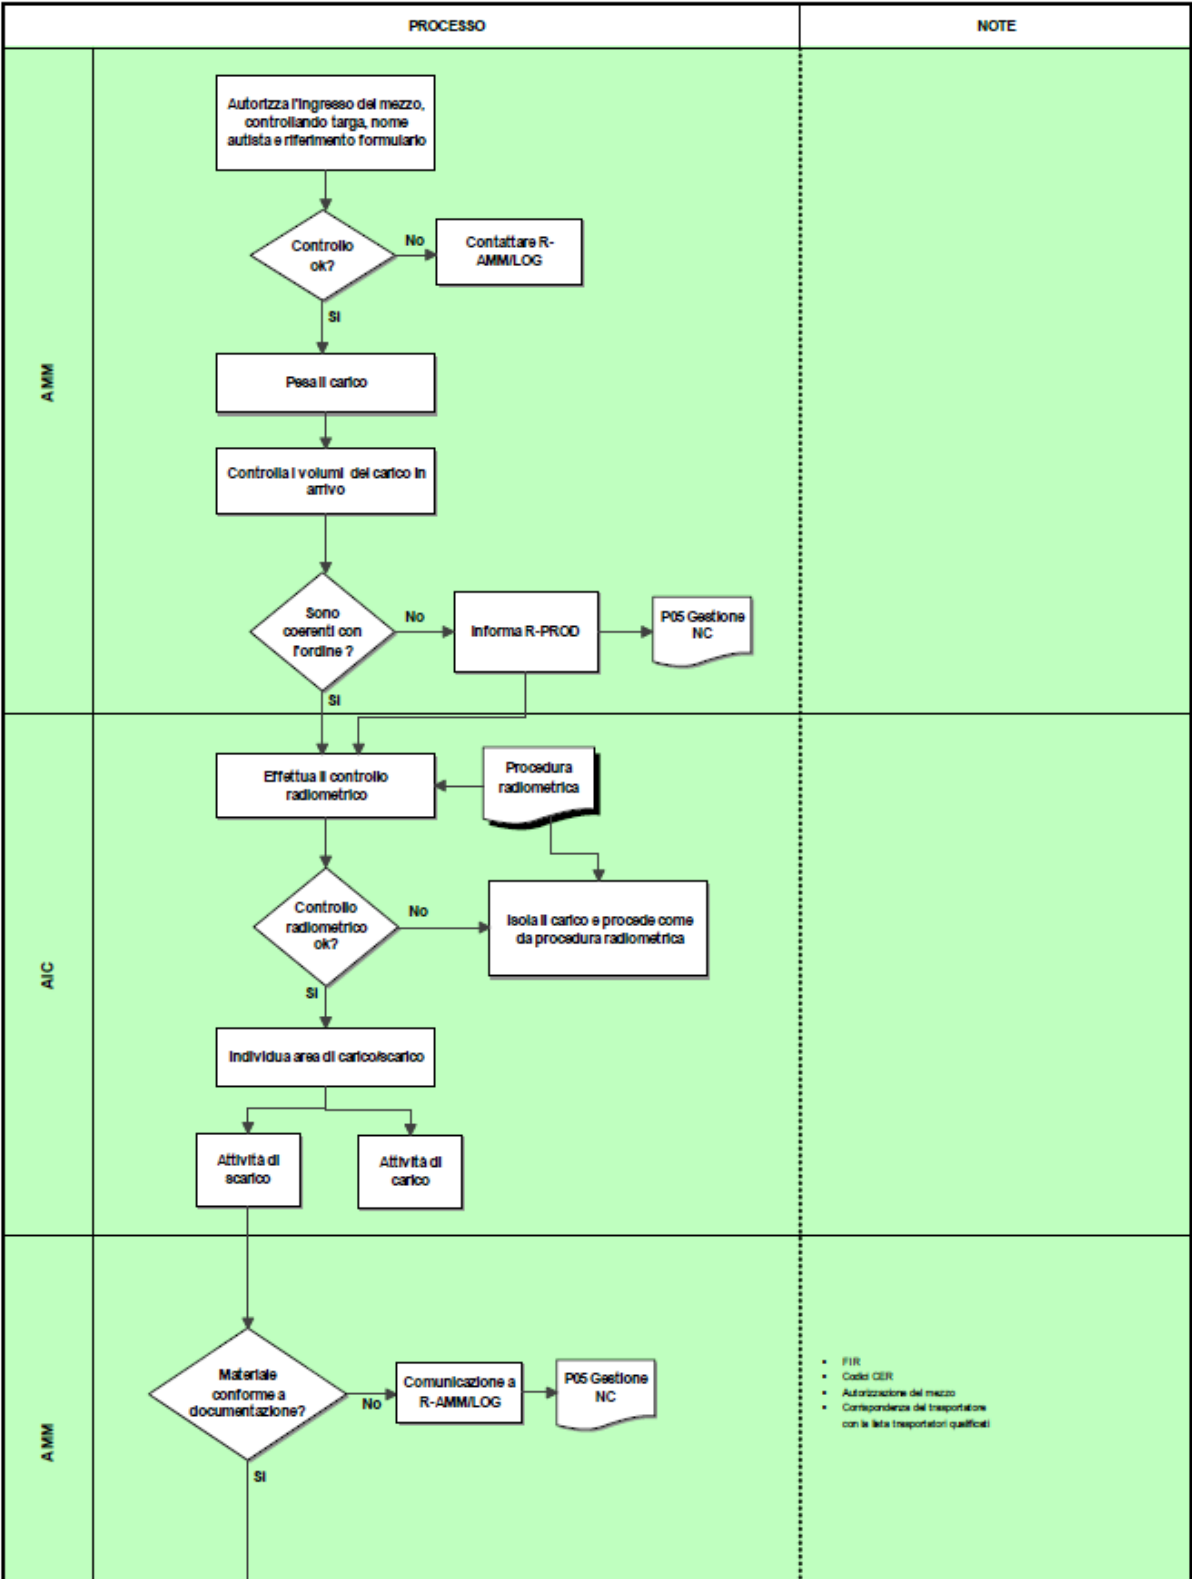 PROCESSO
NOTE
AMM
Autorizza l'ingresso del mezzo,
controllando targa, nome
autista e riferimento formulario
Controllo
ok?
No
Contattare R-
AMM/LOG
Si
Pesa il carico
Controlla i volumi del carico in
arrivo
Sono
coerenti con
l'ordine ?
No
Informa R-PROD
P05 Gestione
NC
Si
AIC
Effettua il controllo
radiometrico
Procedura
radiometrica
Controllo
radiometrico
ok?
No
Isola il carico e procede come
da procedura radiometrica
Si
Individua area di carico/scarico
Attività di
scarico
Attività di
carico
AMM
Materiale
conforme a
documentazione?
No
Comunicazione a
R-AMM/LOG
P05 Gestione
NC
Si
▪ FIR
▪ Codici CER
▪ Autorizzazione del mezzo
▪ Corrispondenza del trasportatore
con la lista trasportatori qualificati